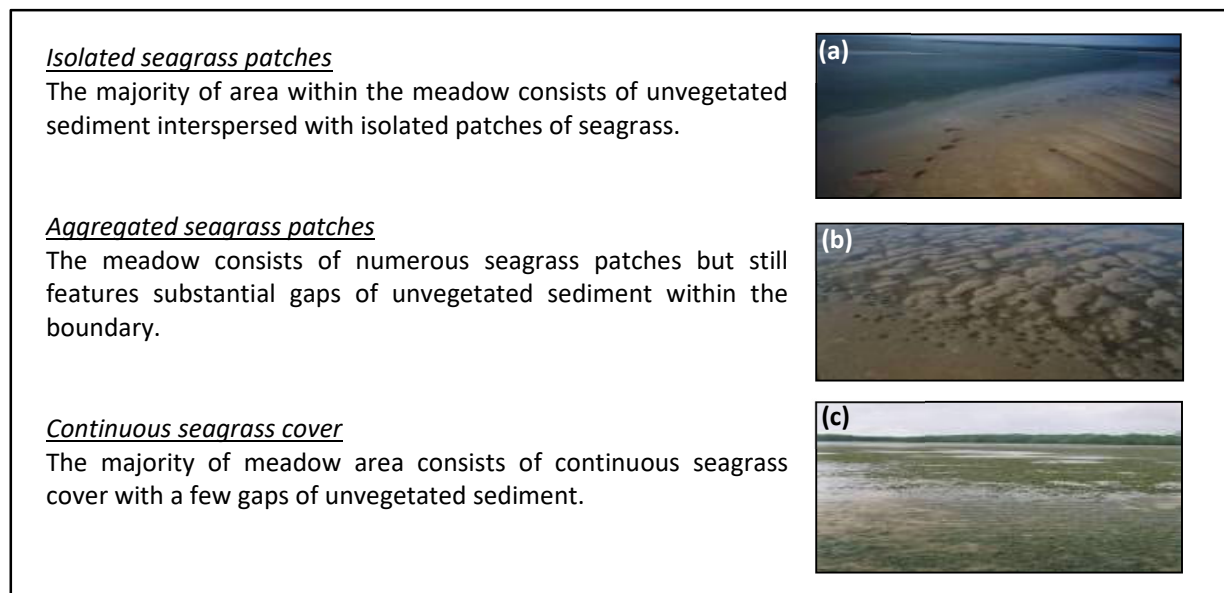 Isolated seagrass patches
The majority of area within the meadow consists of unvegetated
sediment interspersed with isolated patches of seagrass.
(a)
Aggregated seagrass patches
The meadow consists of numerous seagrass patches but still
features substantial gaps of unvegetated sediment within the
boundary.
(b)
Continuous seagrass cover
The majority of meadow area consists of continuous seagrass
cover with a few gaps of unvegetated sediment.
(c)